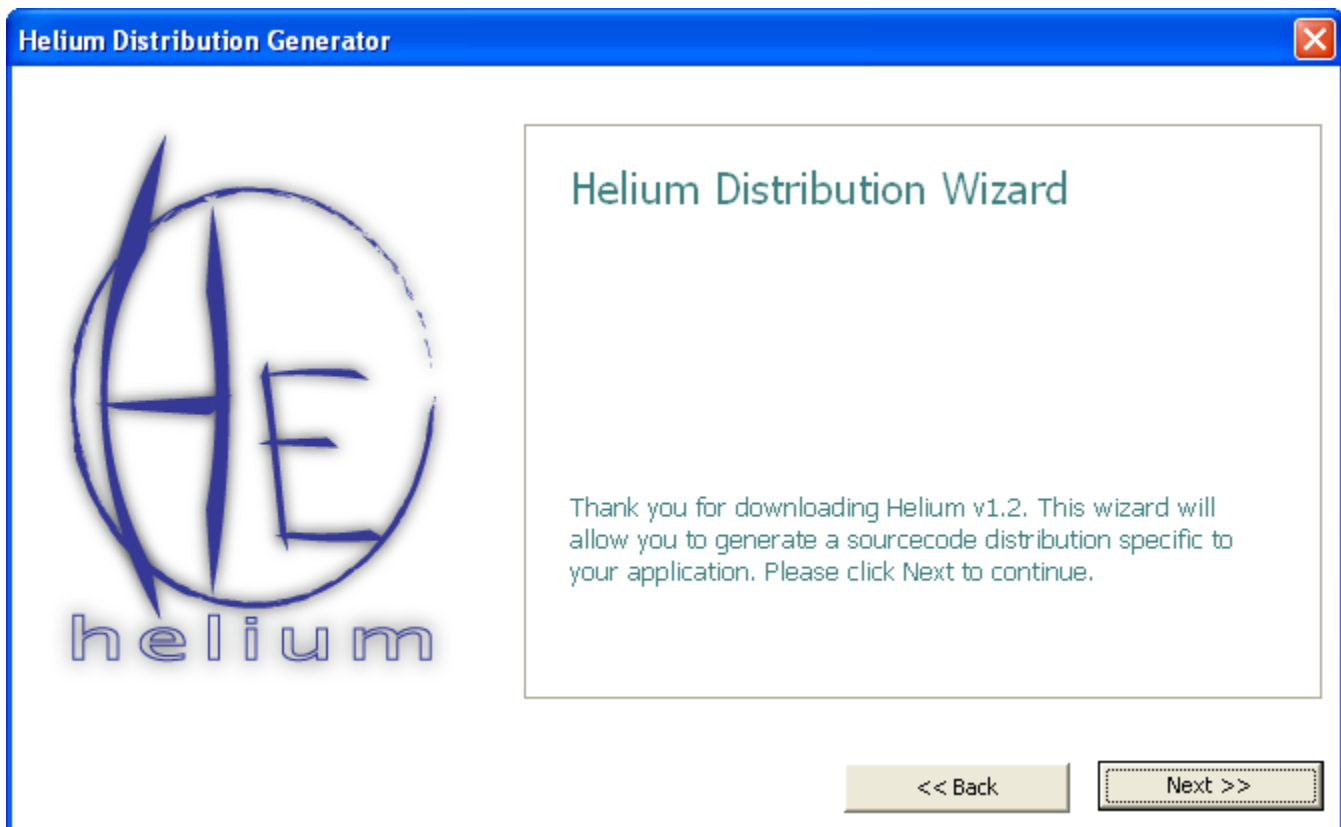 Helium Distribution Generator
HE
helium
Helium Distribution Wizard
Thank you for downloading Helium v1.2. This wizard will
allow you to generate a sourcecode distribution specific to
your application. Please click Next to continue.
<< Back
Next >>